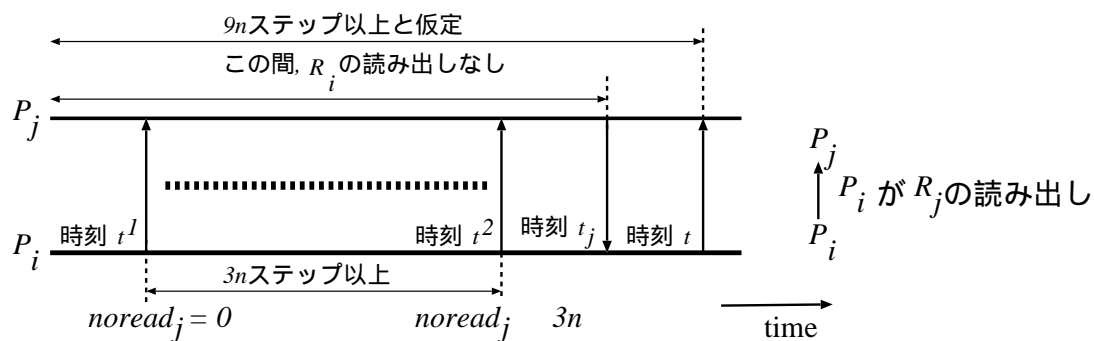 9nステップ以上と仮定
この間, R_i の読み出しなし
P_j
P_j
P_i が R_jの読み出し
P_i
時刻 t^1
時刻 t^2
時刻 t_j
時刻 t
P_i
3nステップ以上
noread_j = 0
noread_j 3n
time